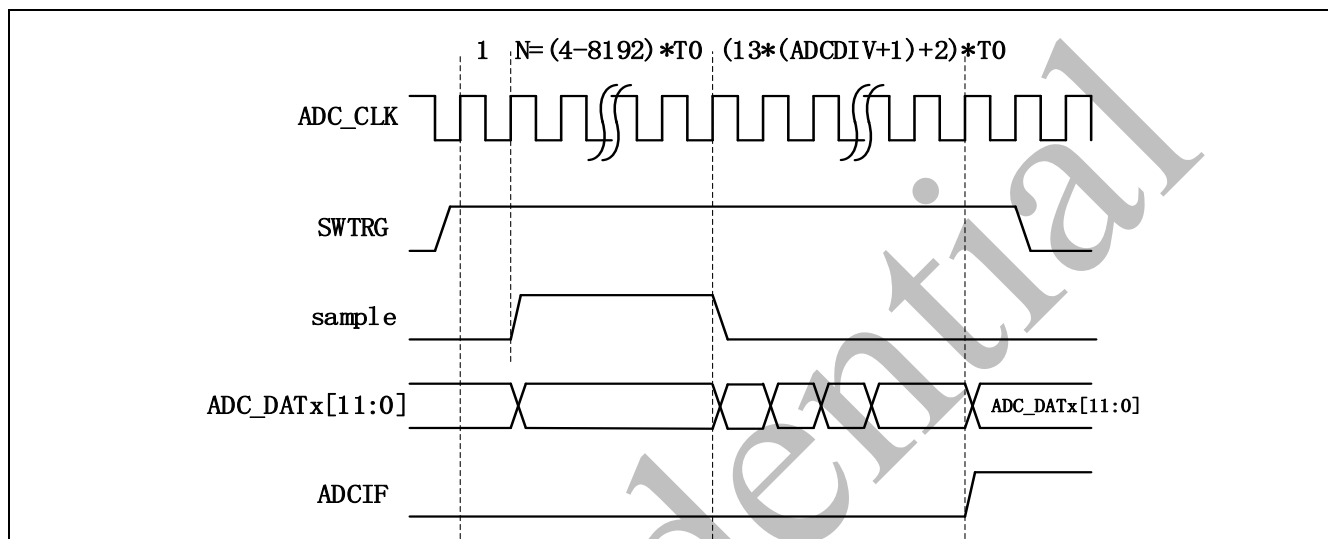 1 N=(4-8192)*T0 (13*(ADCDIV+1)+2)*T0
ADC_CLK
SWTRG
sample
ADC_DATx[11:0] ADC_DATx[11:0]
ADCIF
dential